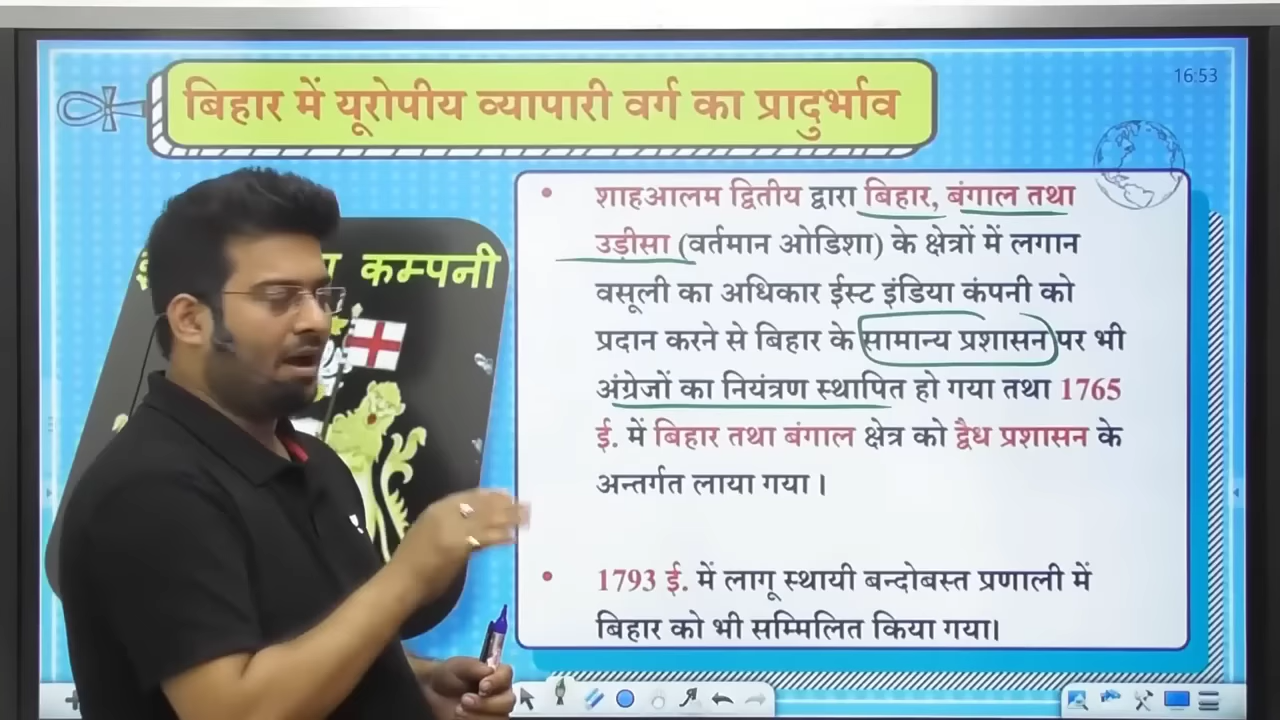 16:53
बिहार में यूरोपीय व्यापारी वर्ग का प्रादुर्भाव
कम्पनी
• शाहआलम द्वितीय द्वारा बिहार, बंगाल तथा
उड़ीसा (वर्तमान ओडिशा) के क्षेत्रों में लगान
वसूली का अधिकार ईस्ट इंडिया कंपनी को
प्रदान करने से बिहार के सामान्य प्रशासन पर भी
अंग्रेजों का नियंत्रण स्थापित हो गया तथा 1765
ई. में बिहार तथा बंगाल क्षेत्र को द्वैध प्रशासन के
अन्तर्गत लाया गया।
• 1793 ई. में लागू स्थायी बन्दोबस्त प्रणाली में
बिहार को भी सम्मिलित किया गया।